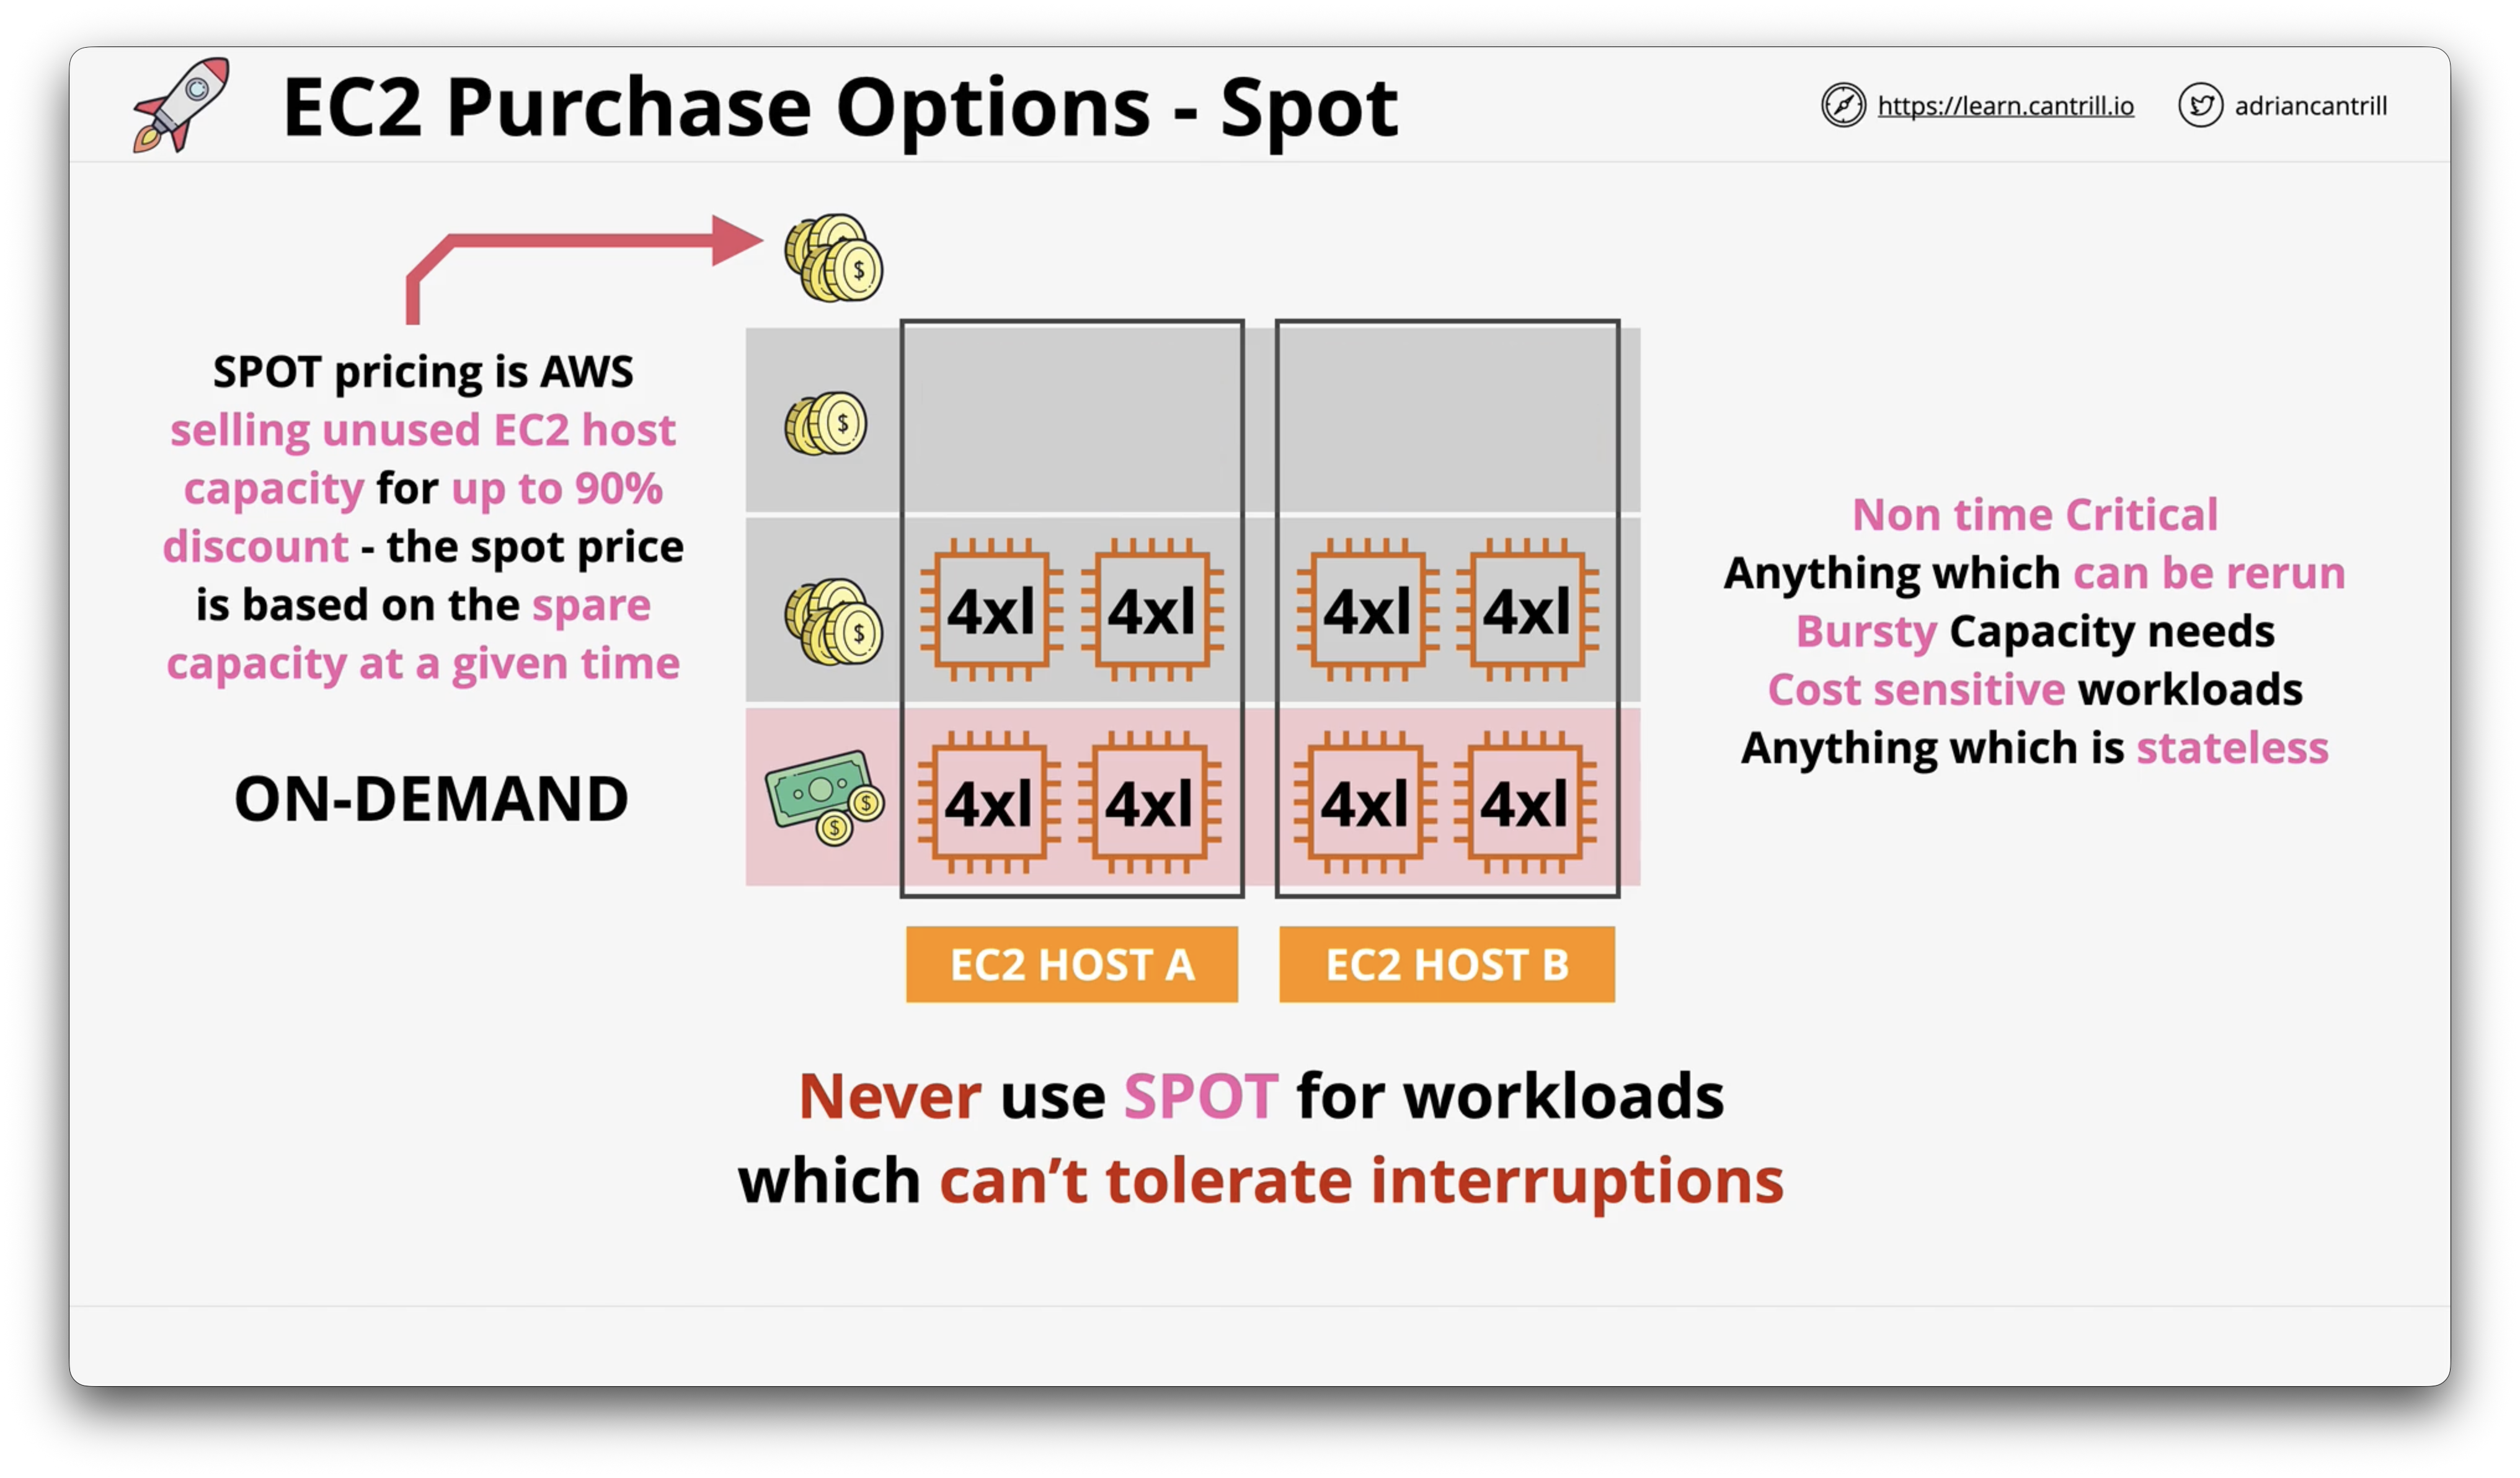 EC2 Purchase Options - Spot
https://learn.cantrill.io
adriancantrill
SPOT pricing is AWS
selling unused EC2 host
capacity for up to 90%
discount - the spot price
is based on the spare
capacity at a given time
ON-DEMAND
$
$
$
$
$
4xl 4xl 4xl 4xl
4xl 4xl 4xl 4xl
EC2 HOST A
EC2 HOST B
Non time Critical
Anything which can be rerun
Bursty Capacity needs
Cost sensitive workloads
Anything which is stateless
Never use SPOT for workloads
which can’t tolerate interruptions